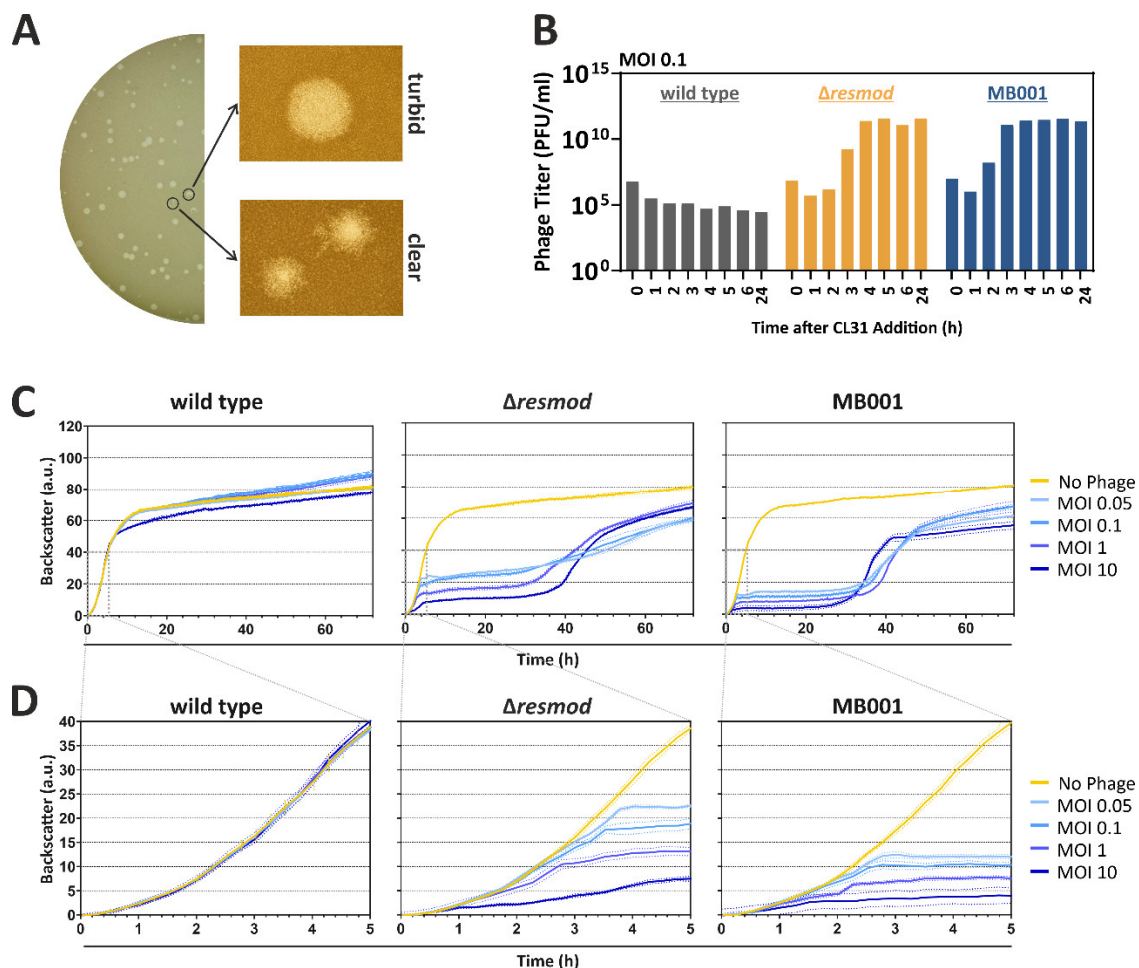 A
turbid
clear
B
MOI 0.1
wild type
Δresmod
MB001
Phage Titer (PFU/ml)
10^15
10^10
10^5
10^0
0 1 2 3 4 5 6 24
0 1 2 3 4 5 6 24
0 1 2 3 4 5 6 24
Time after CL31 Addition (h)
C
wild type
Δresmod
MB001
Backscatter (a.u.)
120
100
80
60
40
20
0
0 20 40 60
0 20 40 60
0 20 40 60
Time (h)
No Phage
MOI 0.05
MOI 0.1
MOI 1
MOI 10
D
wild type
Δresmod
MB001
Backscatter (a.u.)
40
35
30
25
20
15
10
5
0
0 1 2 3 4 5
0 1 2 3 4 5
0 1 2 3 4 5
Time (h)
No Phage
MOI 0.05
MOI 0.1
MOI 1
MOI 10